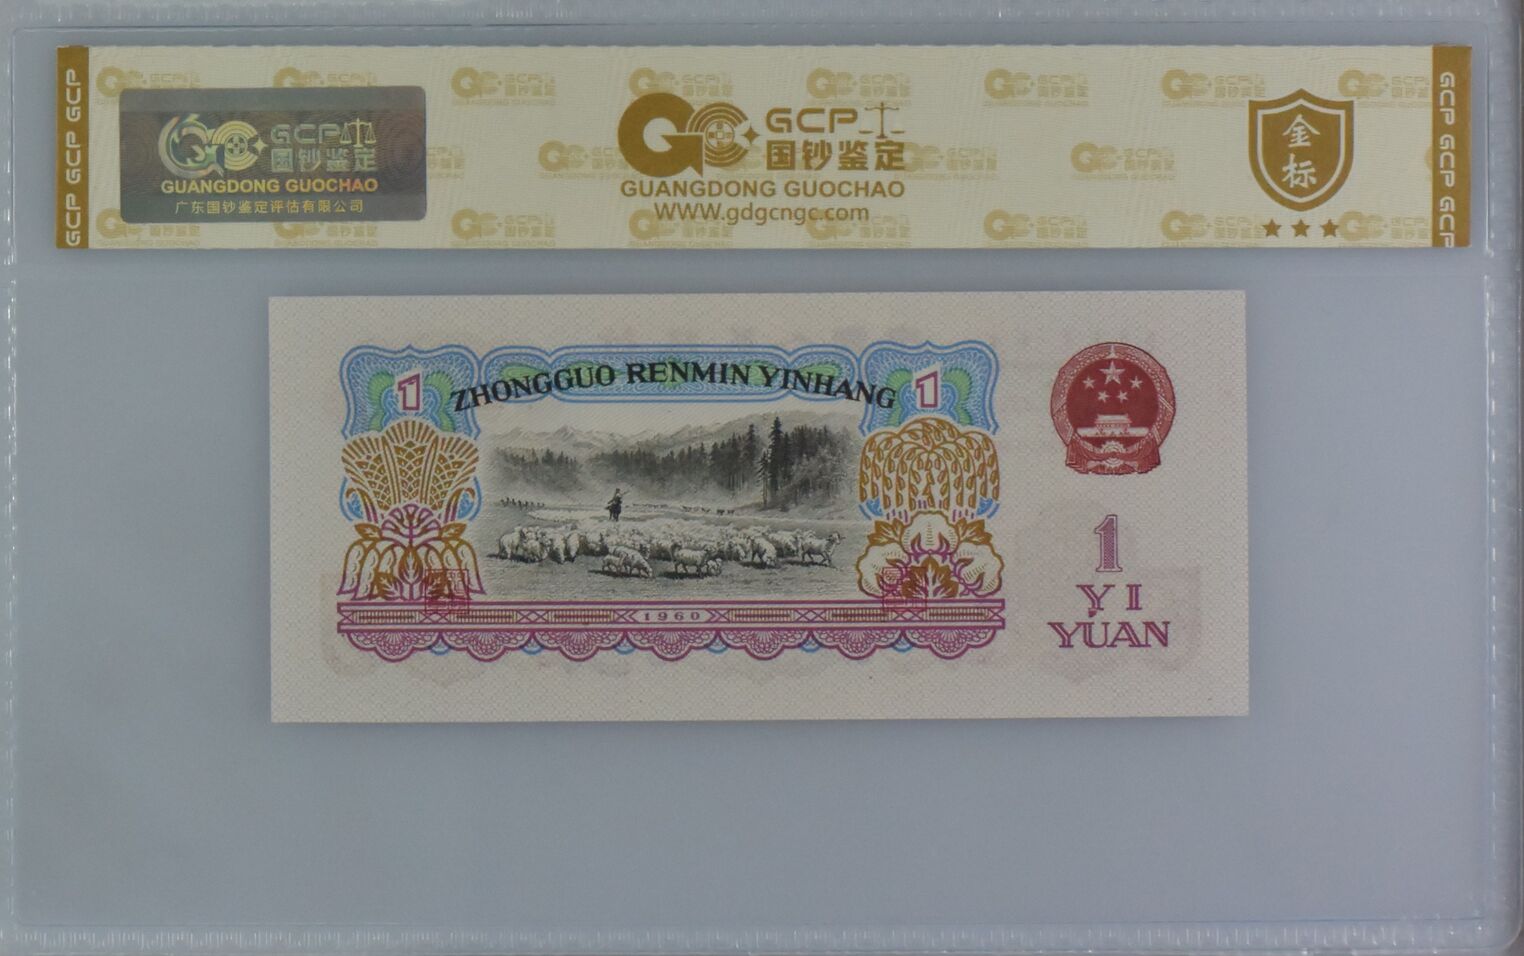 GCP GCP GCP
GCP
国钞鉴定
GUANGDONG GUOCHAO
广东国钞鉴定评估有限公司
GC GCP
国钞鉴定
GUANGDONG GUOCHAO
WWW.gdgcngc.com
金标
GCP GCP GCP
1 ZHONGGUO RENMIN YINHANG 1
1960
1
YI
YUAN